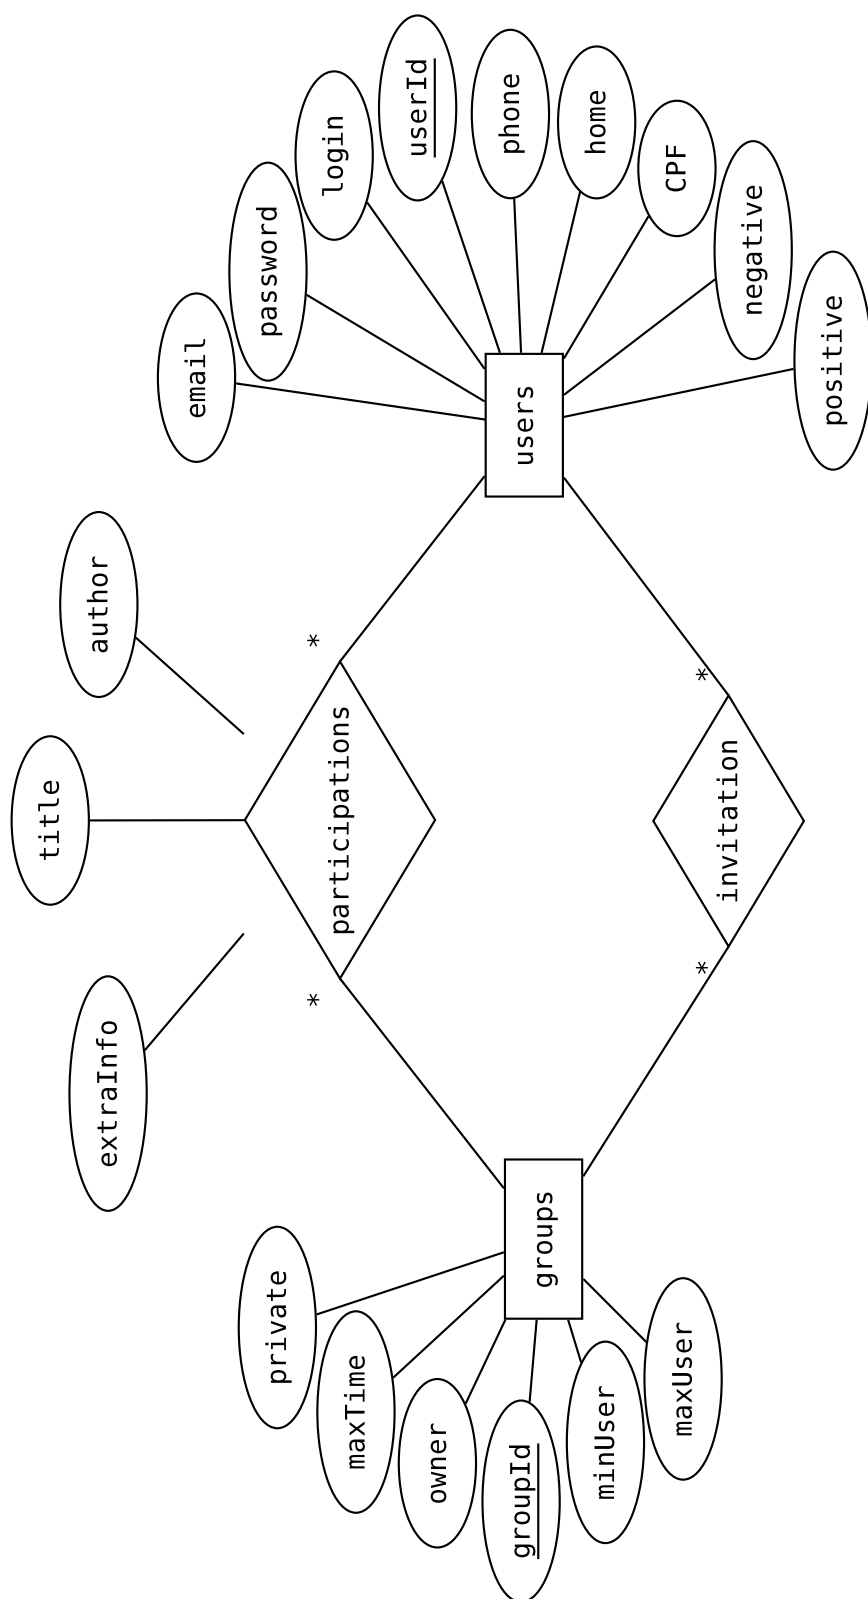 userId
phone
home
login
CPF
password
negative
email
positive
users
author
*
*
title
participations
invitation
*
*
extraInfo
groups
private
maxTime
owner
groupId
minUser
maxUser